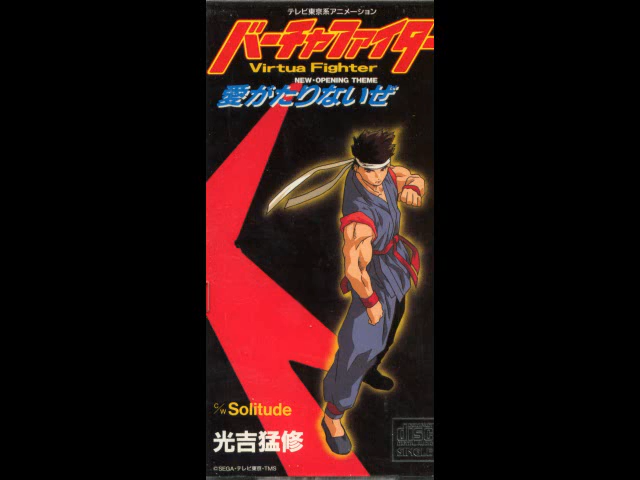 テレビ東京系アニメーション
バーチャファイター
Virtua Fighter
NEW・OPENING THEME
愛がたりないぜ
c/w Solitude
光吉猛修
DISC
SINGLE
©SEGA・テレビ東京・TMS